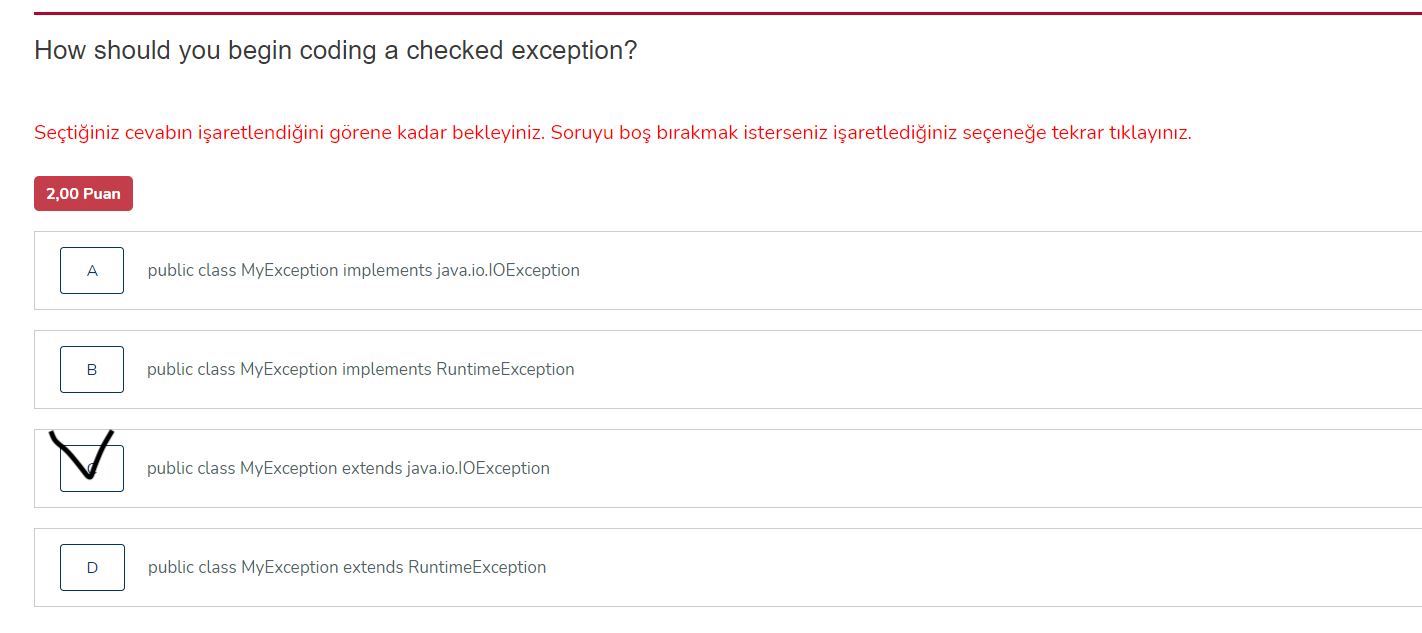 How should you begin coding a checked exception?
Seçtiğiniz cevabın işaretlendiğini görene kadar bekleyiniz. Soruyu boş bırakmak isterseniz işaretlediğiniz seçeneğe tekrar tıklayınız.
2,00 Puan
A public class MyException implements java.io.IOException
B public class MyException implements RuntimeException
C public class MyException extends java.io.IOException
D public class MyException extends RuntimeException